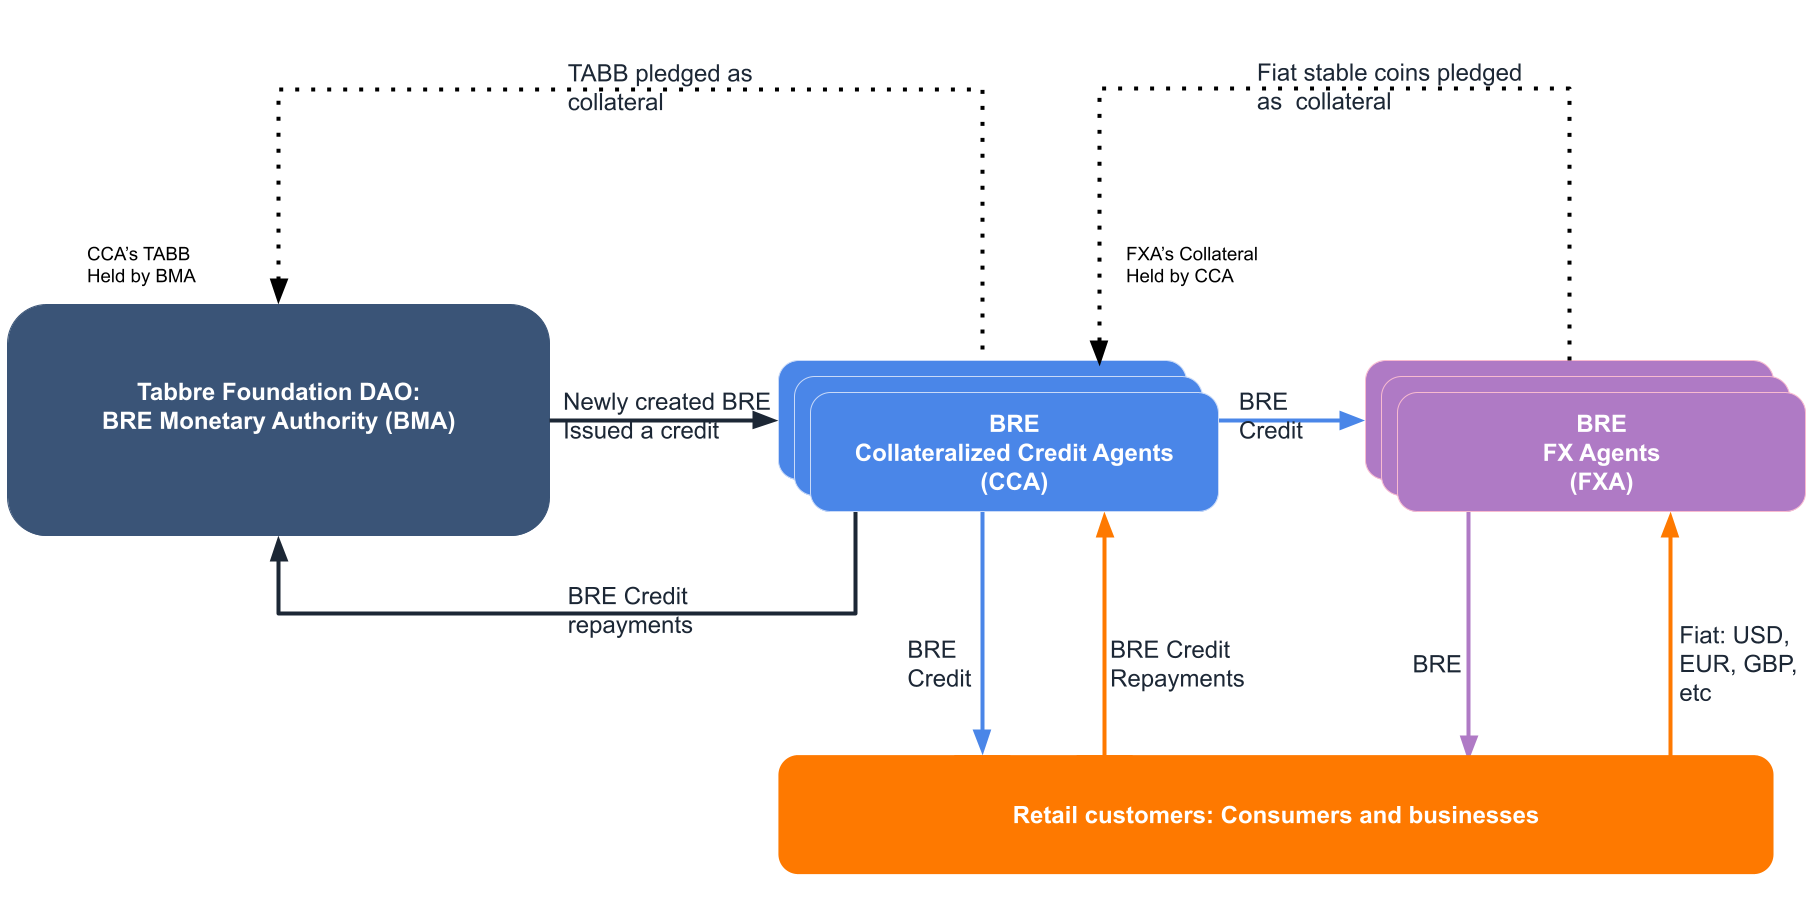 TABB pledged as
collateral
Fiat stable coins pledged
as  collateral
CCA’s TABB
Held by BMA
FXA’s Collateral
Held by CCA
Tabbre Foundation DAO:
BRE Monetary Authority (BMA)
Newly created BRE
Issued a credit
BRE
Collateralized Credit Agents
(CCA)
BRE
Credit
BRE
FX Agents
(FXA)
BRE Credit
repayments
BRE
Credit
BRE Credit
Repayments
BRE
Fiat: USD,
EUR, GBP,
etc
Retail customers: Consumers and businesses